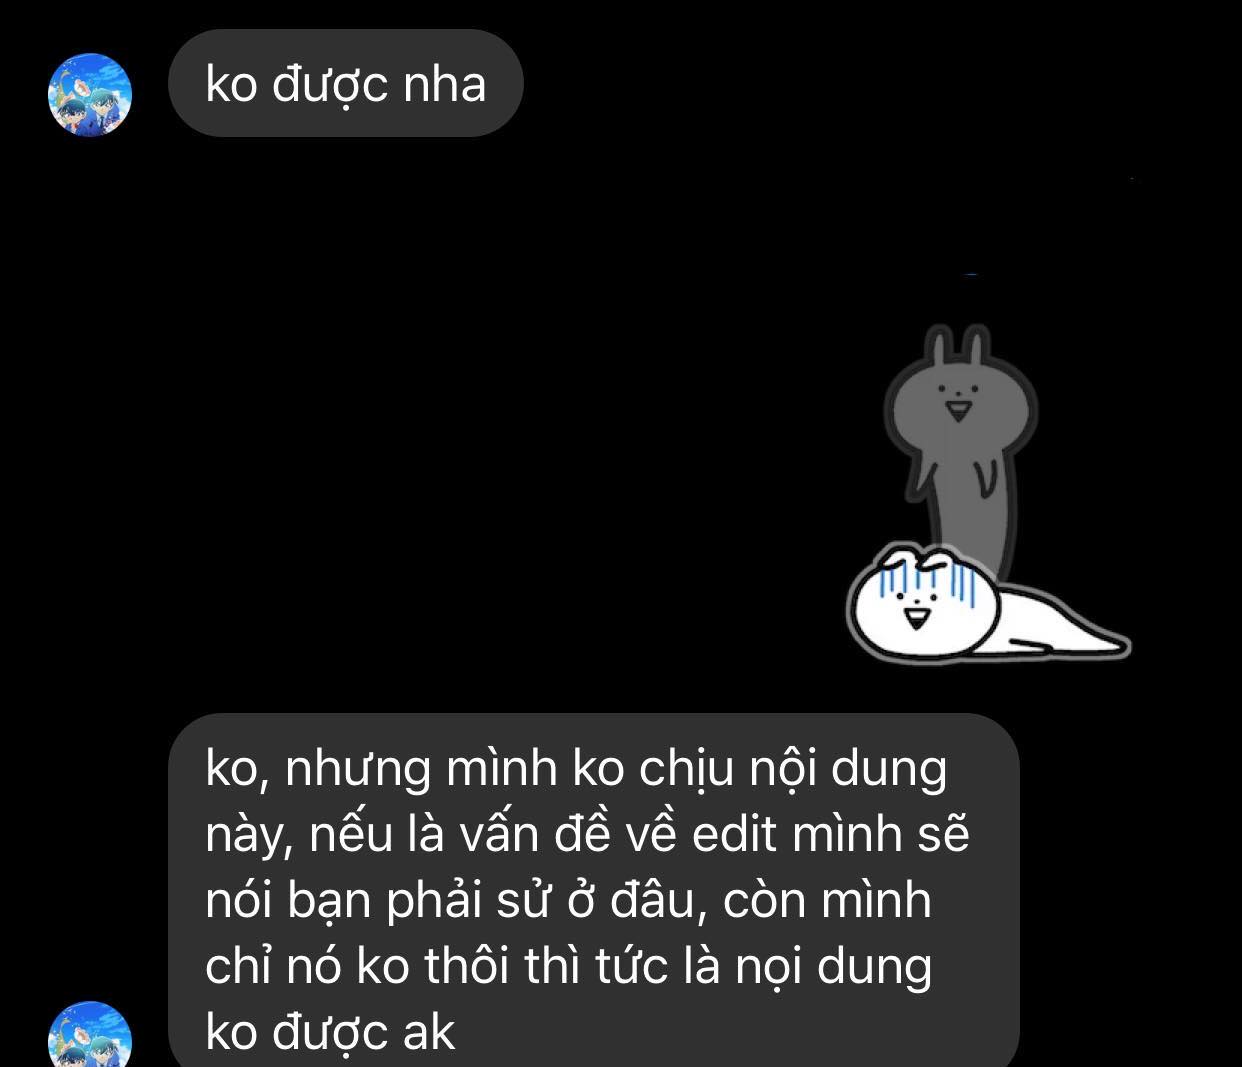 ko được nha
ko, nhưng mình ko chịu nội dung
này, nếu là vấn đề về edit mình sẽ
nói bạn phải sử ở đâu, còn mình
chỉ nó ko thôi thì tức là nọi dung
ko được ak